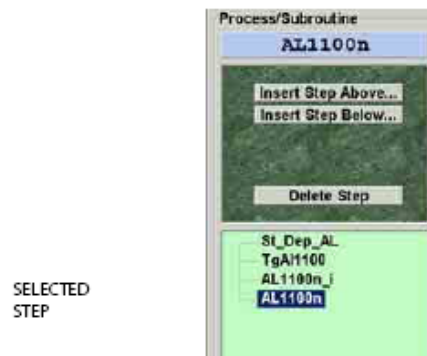 Process/Subroutine
AL1100n
Insert Step Above...
Insert Step Below...
Delete Step
St_Dep_AL
TgAl1100
AL1100n_i
AL1100n
SELECTED
STEP